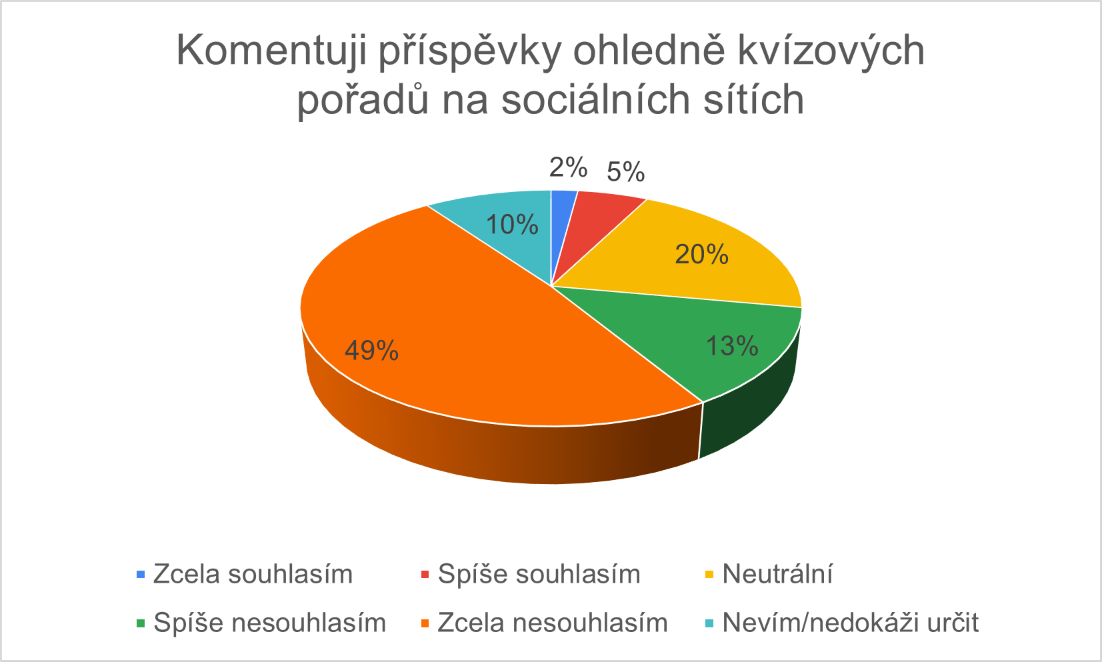 Komentuji příspěvky ohledně kvízových
pořadů na sociálních sítích
2%
5%
10%
20%
49%
13%
Zcela souhlasím
Spíše souhlasím
Neutrální
Spíše nesouhlasím
Zcela nesouhlasím
Nevím/nedokáži určit